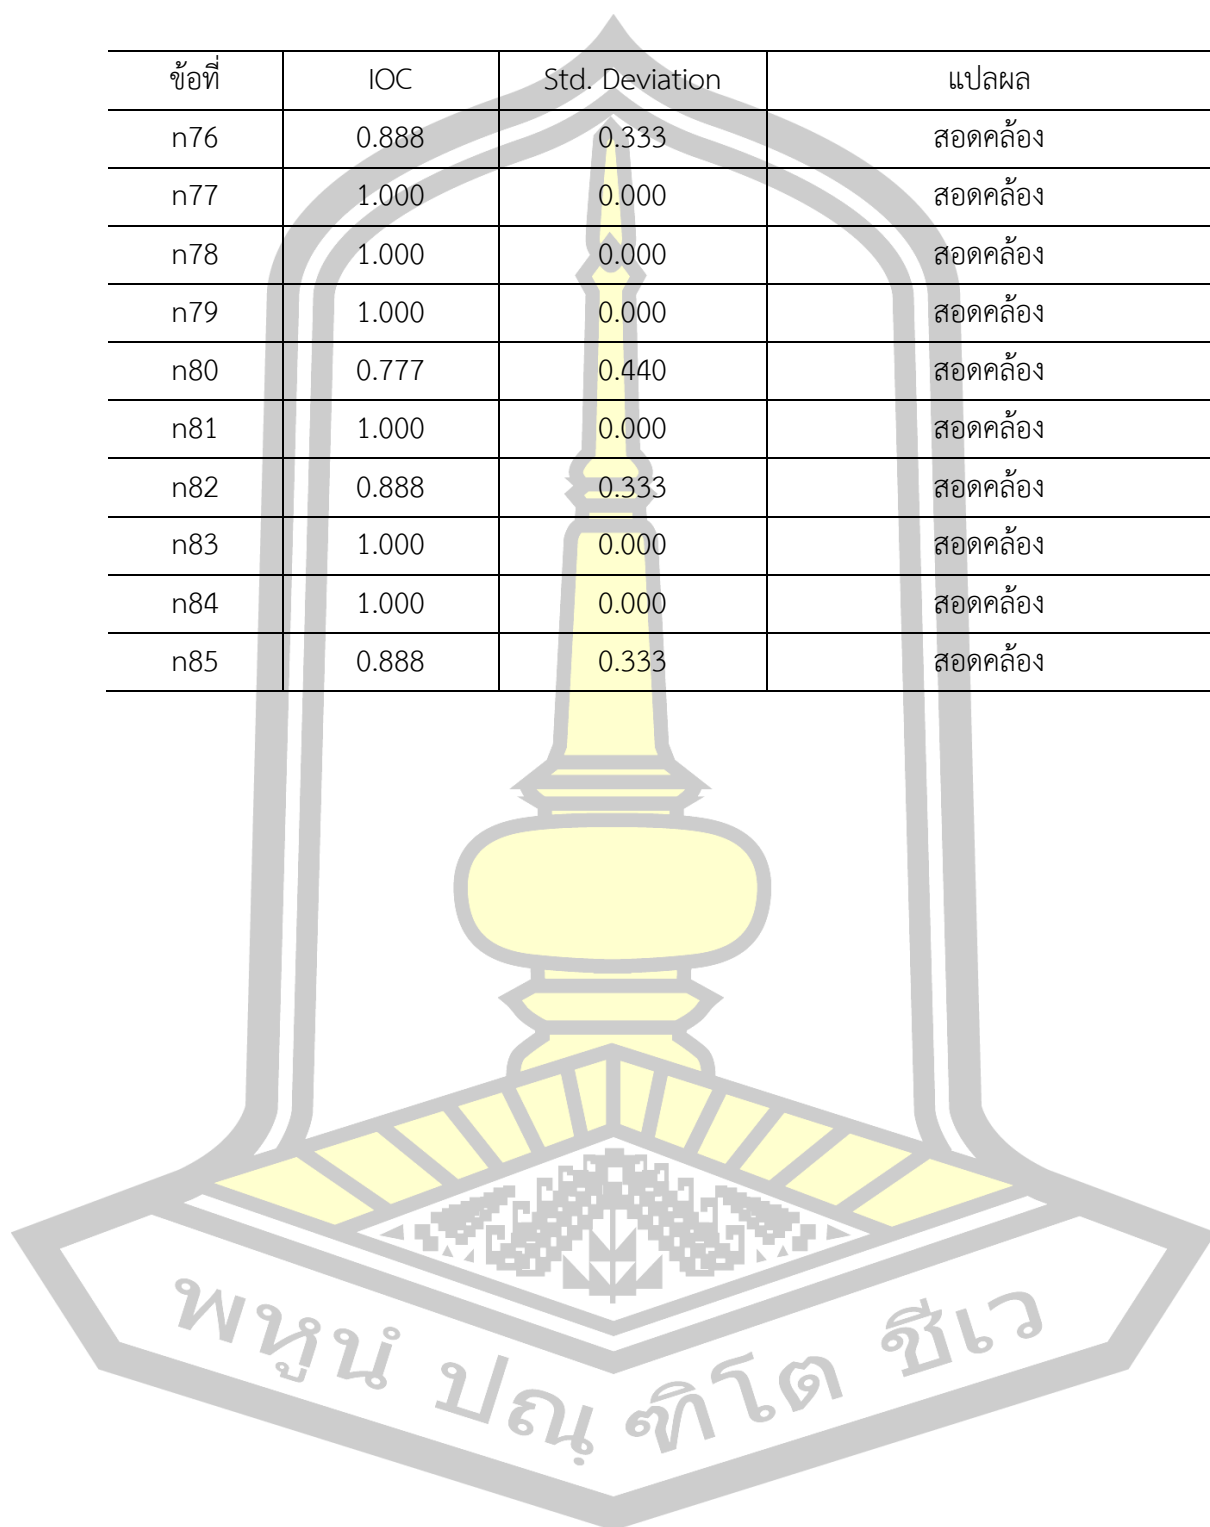 ข้อที่ IOC Std. Deviation แปลผล
n76 0.888 0.333 สอดคล้อง
n77 1.000 0.000 สอดคล้อง
n78 1.000 0.000 สอดคล้อง
n79 1.000 0.000 สอดคล้อง
n80 0.777 0.440 สอดคล้อง
n81 1.000 0.000 สอดคล้อง
n82 0.888 0.333 สอดคล้อง
n83 1.000 0.000 สอดคล้อง
n84 1.000 0.000 สอดคล้อง
n85 0.888 0.333 สอดคล้อง
พหูนํ ปณฺฑิโต ชีเว